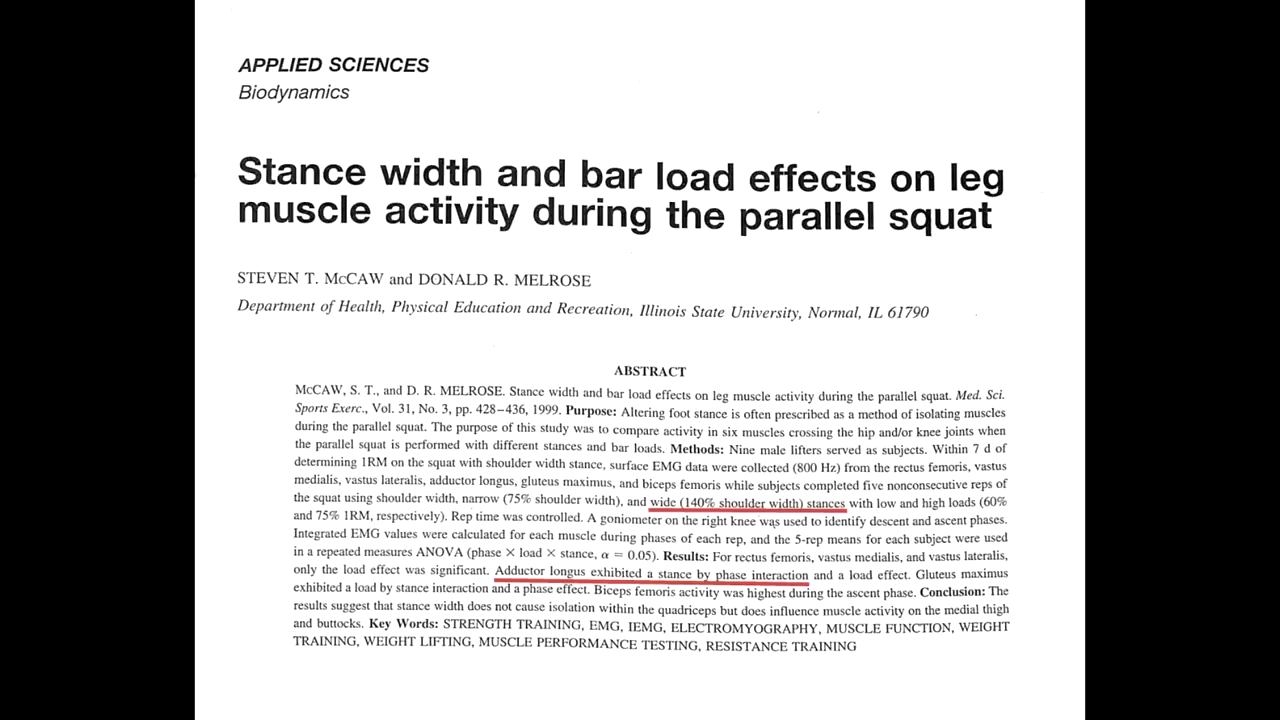 APPLIED SCIENCES
Biodynamics
Stance width and bar load effects on leg
muscle activity during the parallel squat
STEVEN T. McCAW and DONALD R. MELROSE
Department of Health, Physical Education and Recreation, Illinois State University, Normal, IL 61790
ABSTRACT
McCAW, S. T., and D. R. MELROSE. Stance width and bar load effects on leg muscle activity during the parallel squat. Med. Sci.
Sports Exerc., Vol. 31, No. 3, pp. 428–436, 1999. Purpose: Altering foot stance is often prescribed as a method of isolating muscles
during the parallel squat. The purpose of this study was to compare activity in six muscles crossing the hip and/or knee joints when
the parallel squat is performed with different stances and bar loads. Methods: Nine male lifters served as subjects. Within 7 d of
determining 1RM on the squat with shoulder width stance, surface EMG data were collected (800 Hz) from the rectus femoris, vastus
medialis, vastus lateralis, adductor longus, gluteus maximus, and biceps femoris while subjects completed five nonconsecutive reps of
the squat using shoulder width, narrow (75% shoulder width), and wide (140% shoulder width) stances with low and high loads (60%
and 75% 1RM, respectively). Rep time was controlled. A goniometer on the right knee was used to identify descent and ascent phases.
Integrated EMG values were calculated for each muscle during phases of each rep, and the 5-rep means for each subject were used
in a repeated measures ANOVA (phase × load × stance, α = 0.05). Results: For rectus femoris, vastus medialis, and vastus lateralis,
only the load effect was significant. Adductor longus exhibited a stance by phase interaction and a load effect. Gluteus maximus
exhibited a load by stance interaction and a phase effect. Biceps femoris activity was highest during the ascent phase. Conclusion: The
results suggest that stance width does not cause isolation within the quadriceps but does influence muscle activity on the medial thigh
and buttocks. Key Words: STRENGTH TRAINING, EMG, IEMG, ELECTROMYOGRAPHY, MUSCLE FUNCTION, WEIGHT
TRAINING, WEIGHT LIFTING, MUSCLE PERFORMANCE TESTING, RESISTANCE TRAINING